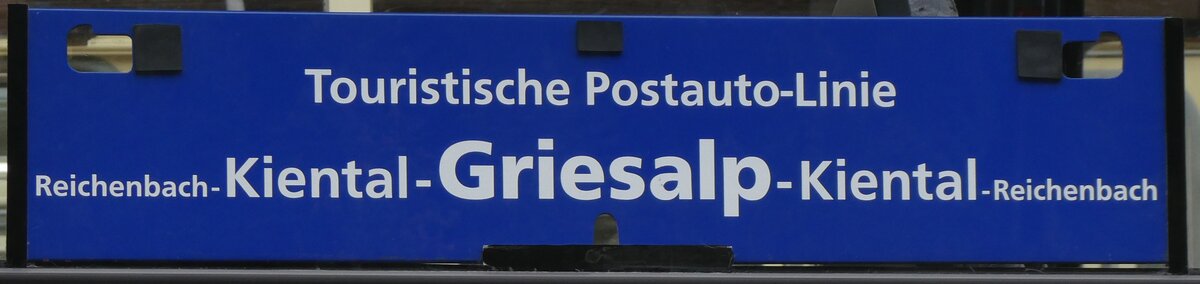 Touristische Postauto-Linie
Reichenbach-Kiental-Griesalp-Kiental-Reichenbach